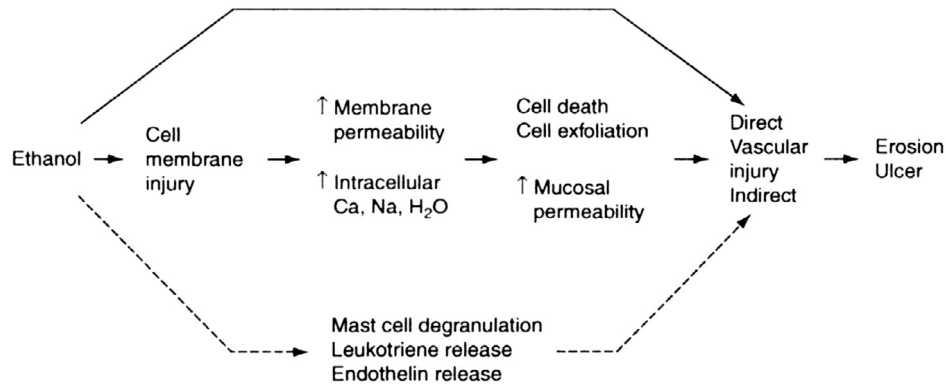 Ethanol
Cell
membrane
injury
↑ Membrane
permeability
↑ Intracellular
Ca, Na, H₂O
Cell death
Cell exfoliation
↑ Mucosal
permeability
Direct
Vascular
injury
Indirect
Erosion
Ulcer
Mast cell degranulation
Leukotriene release
Endothelin release